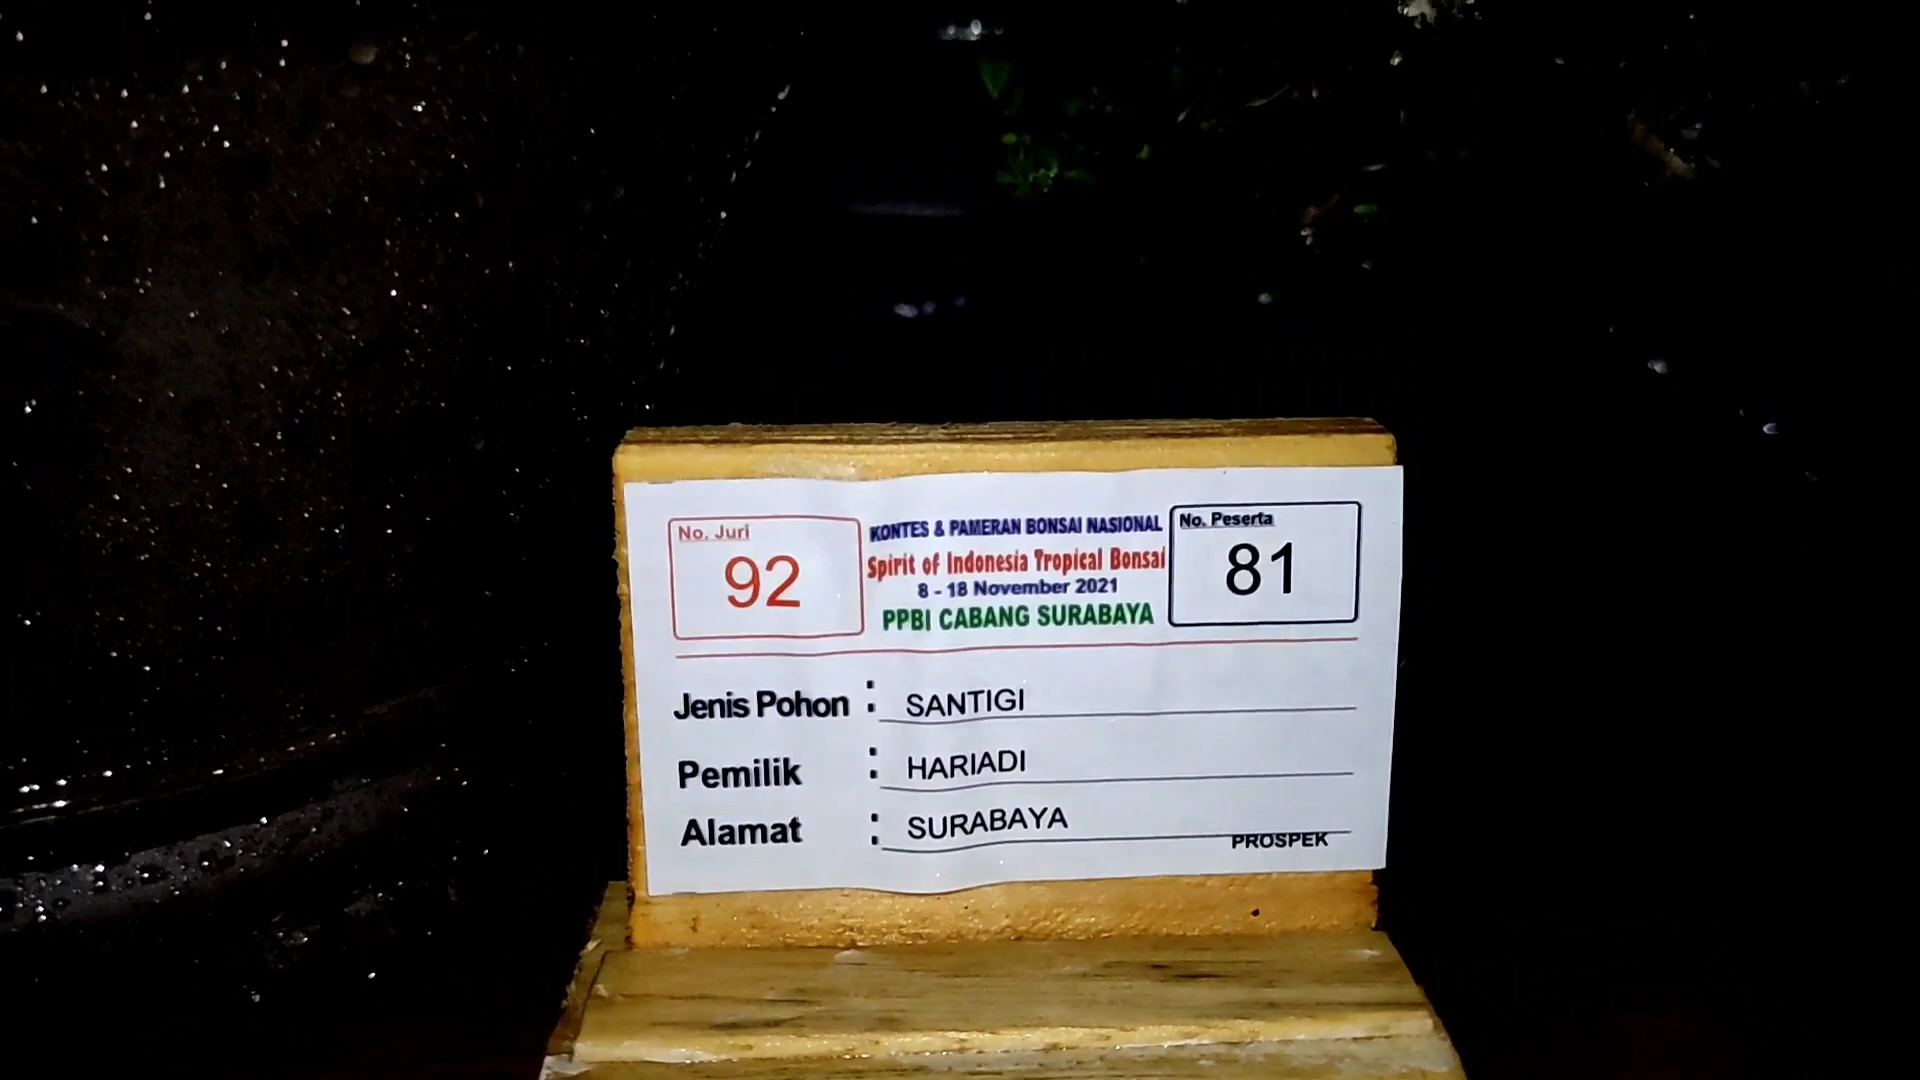 No. Juri
92
KONTES & PAMERAN BONSAI NASIONAL
Spirit of Indonesia Tropical Bonsai
8 - 18 November 2021
PPBI CABANG SURABAYA
No. Peserta
81
Jenis Pohon : SANTIGI
Pemilik : HARIADI
Alamat : SURABAYA
PROSPEK